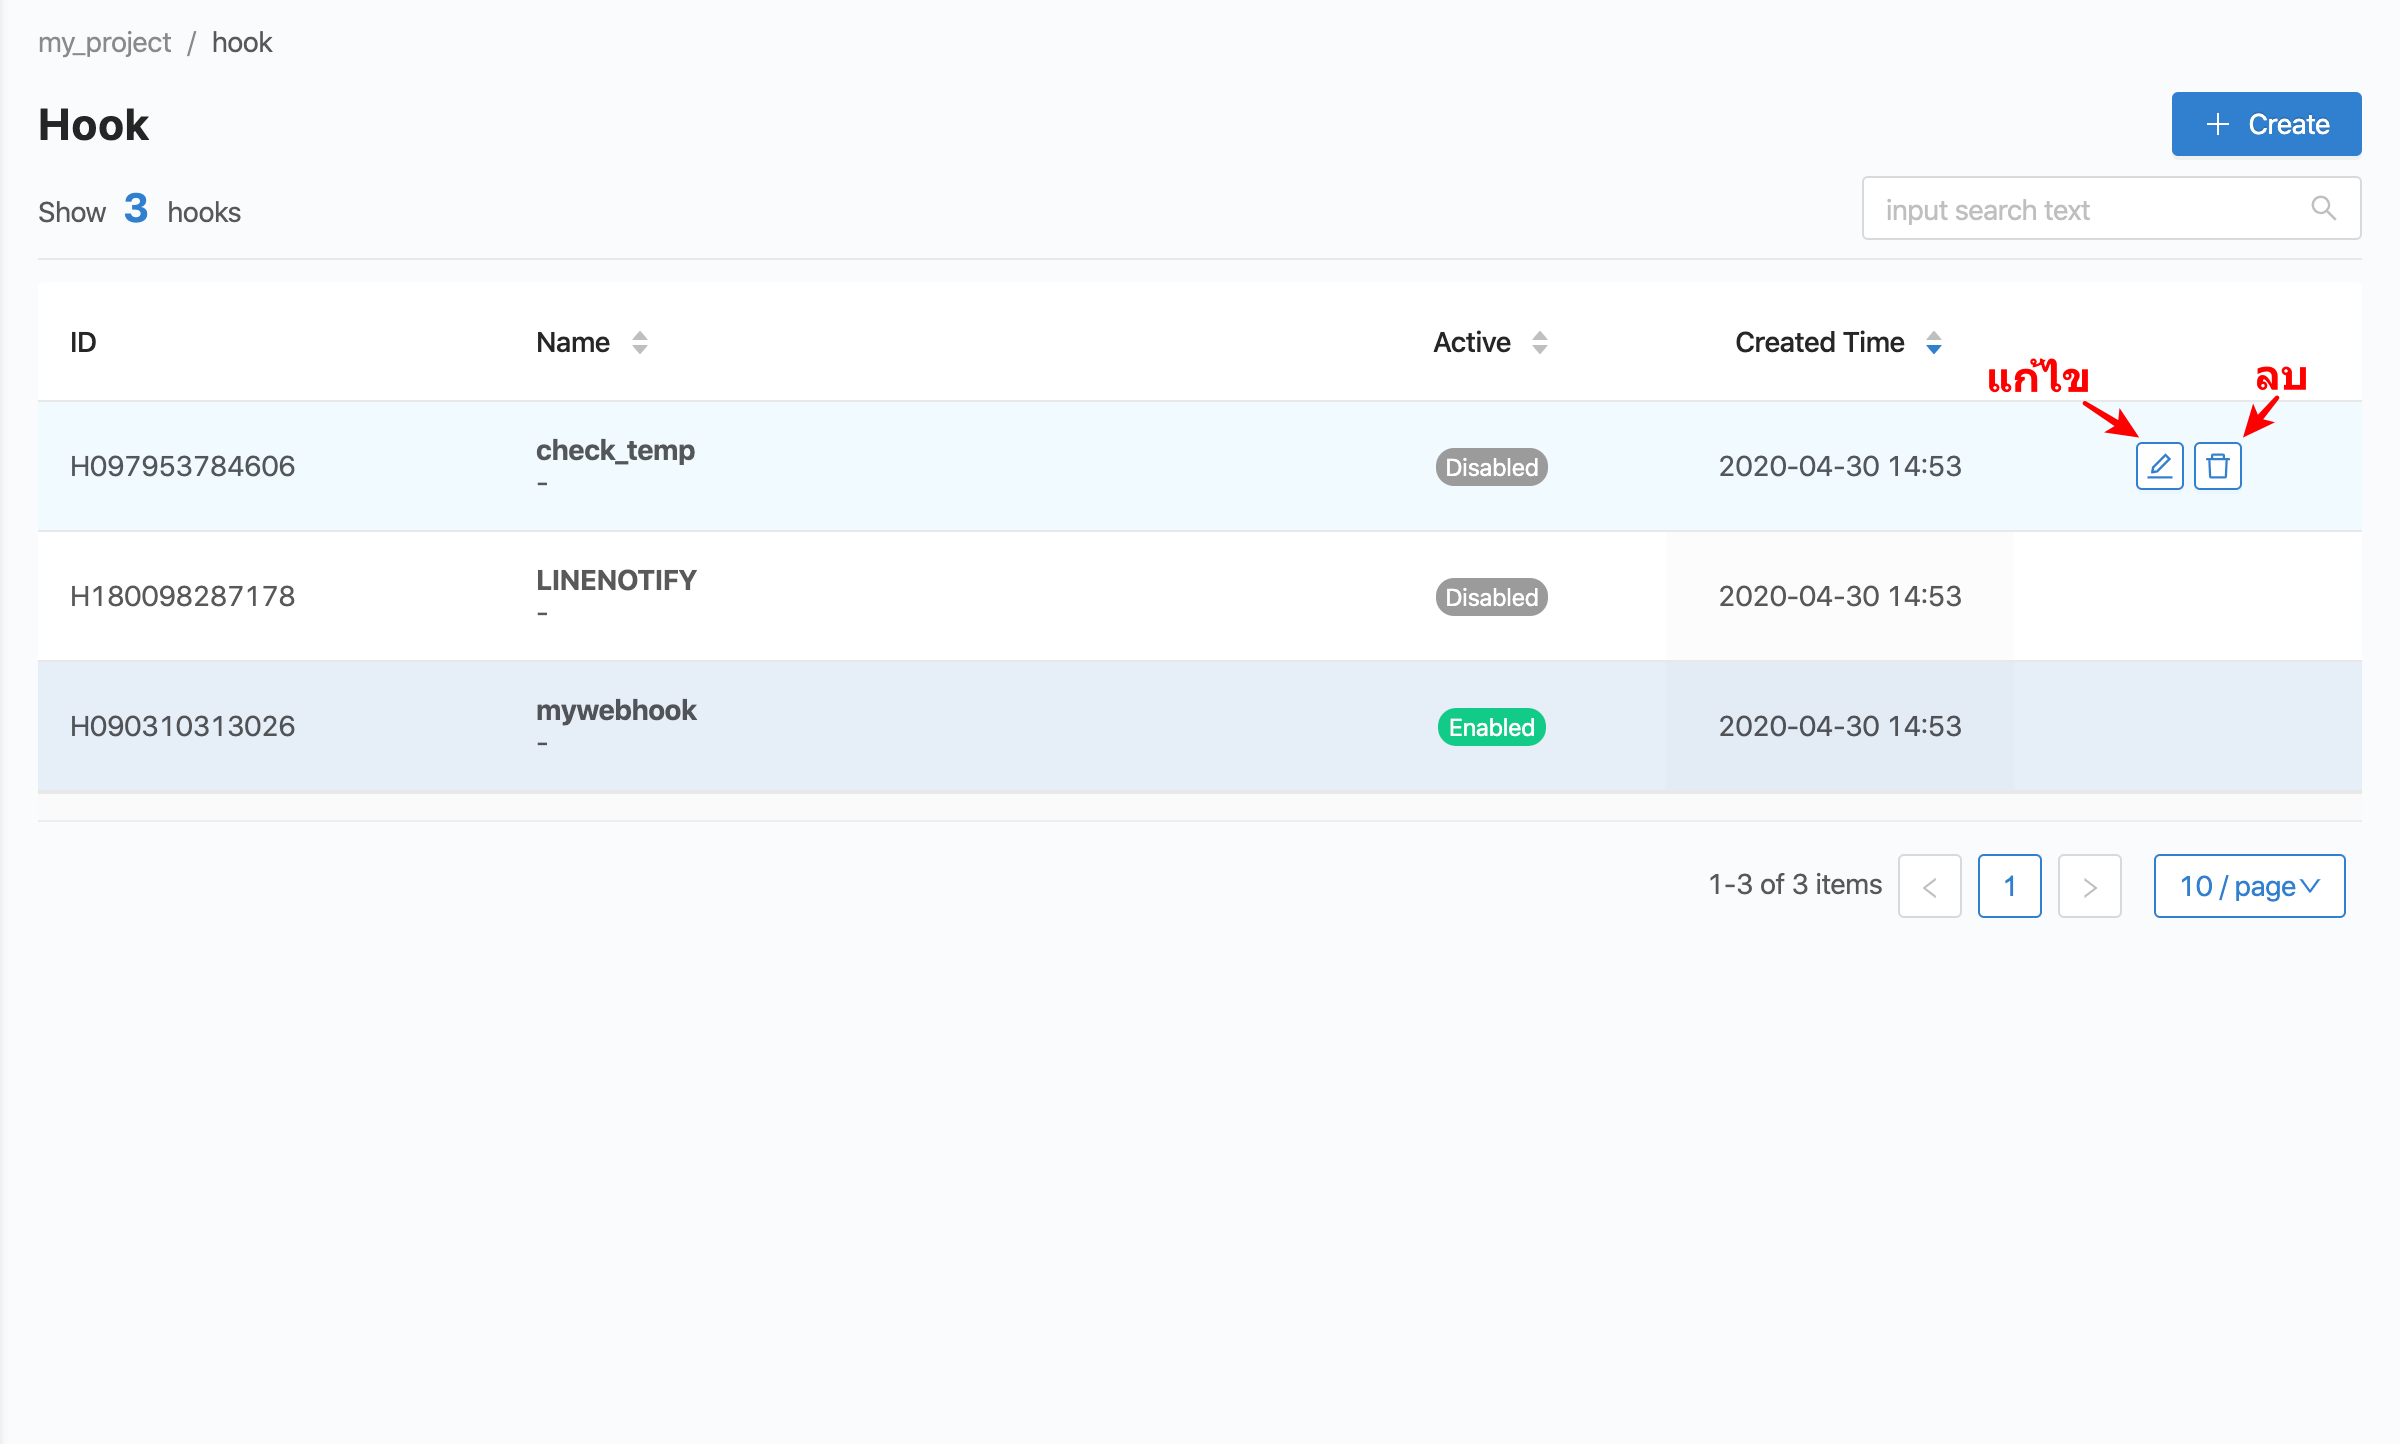 my_project / hook
Hook
+ Create
Show 3 hooks
input search text
ID Name Active Created Time
แก้ไข ลบ
H097953784606 check_temp Disabled 2020-04-30 14:53
-
H180098287178 LINENOTIFY Disabled 2020-04-30 14:53
-
H090310313026 mywebhook Enabled 2020-04-30 14:53
-
1-3 of 3 items < 1 > 10 / page